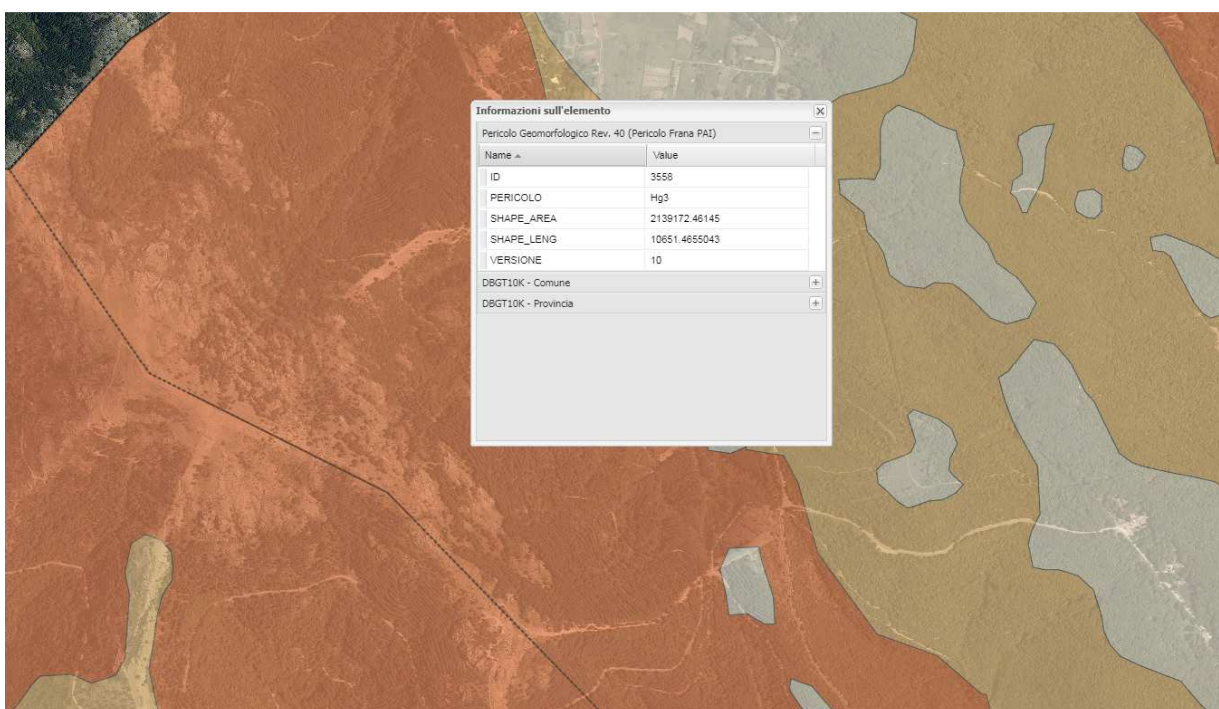 Informazioni sull'elemento
Pericolo Geomorfologico Rev. 40 (Pericolo Frana PAI)
Name Value
ID 3558
PERICOLO Hg3
SHAPE_AREA 2139172.46145
SHAPE_LENG 10651.4655043
VERSIONE 10
DBGT10K - Comune
DBGT10K - Provincia